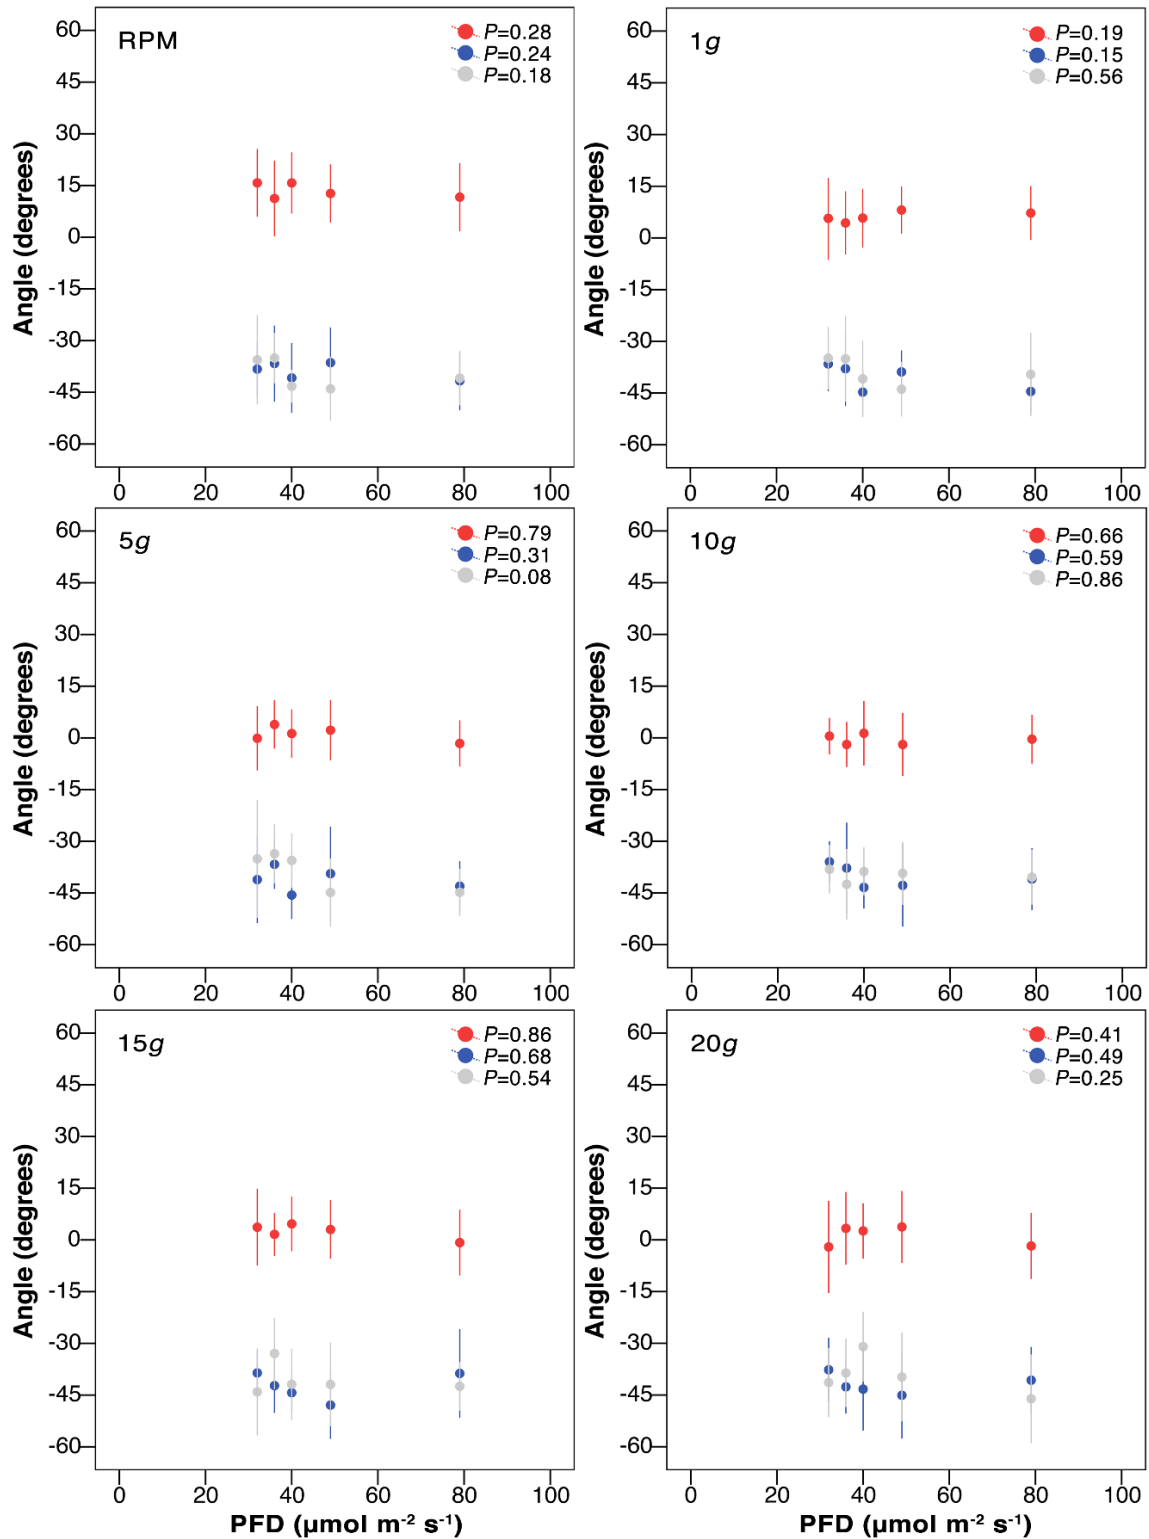 RPM
P=0.28
P=0.24
P=0.18
60
45
30
15
0
-15
-30
-45
-60
Angle (degrees)
0 20 40 60 80 100
1g
P=0.19
P=0.15
P=0.56
60
45
30
15
0
-15
-30
-45
-60
Angle (degrees)
0 20 40 60 80 100
5g
P=0.79
P=0.31
P=0.08
60
45
30
15
0
-15
-30
-45
-60
Angle (degrees)
0 20 40 60 80 100
10g
P=0.66
P=0.59
P=0.86
60
45
30
15
0
-15
-30
-45
-60
Angle (degrees)
0 20 40 60 80 100
15g
P=0.86
P=0.68
P=0.54
60
45
30
15
0
-15
-30
-45
-60
Angle (degrees)
0 20 40 60 80 100
PFD (μmol m⁻² s⁻¹)
20g
P=0.41
P=0.49
P=0.25
60
45
30
15
0
-15
-30
-45
-60
Angle (degrees)
0 20 40 60 80 100
PFD (μmol m⁻² s⁻¹)